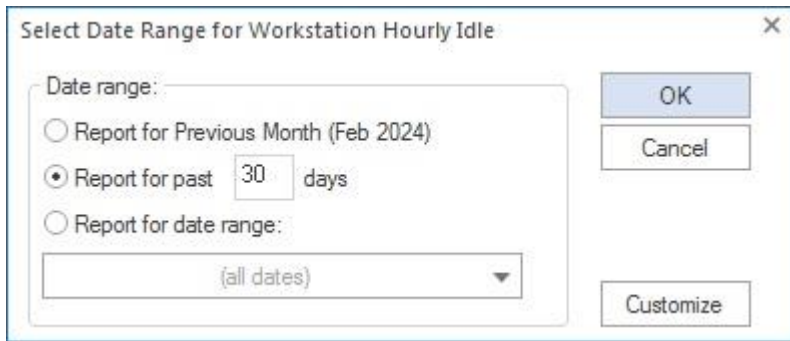 Select Date Range for Workstation Hourly Idle
Date range:
Report for Previous Month (Feb 2024)
Report for past 30 days
Report for date range:
(all dates)
OK
Cancel
Customize